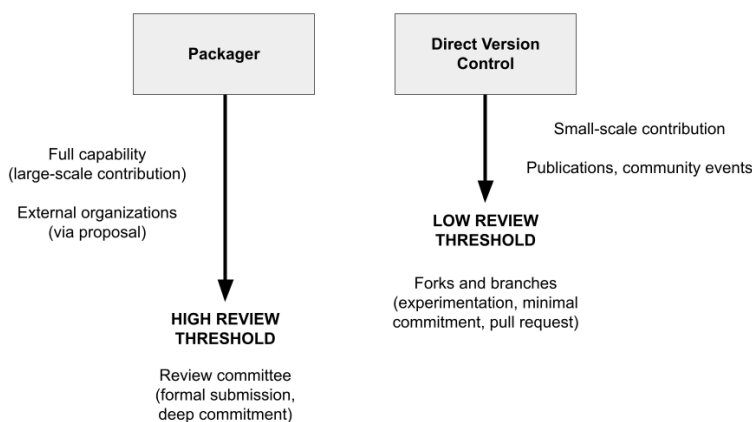 Packager
Full capability
(large-scale contribution)
External organizations
(via proposal)
HIGH REVIEW
THRESHOLD
Review committee
(formal submission,
deep commitment)
Direct Version
Control
Small-scale contribution
Publications, community events
LOW REVIEW
THRESHOLD
Forks and branches
(experimentation, minimal
commitment, pull request)